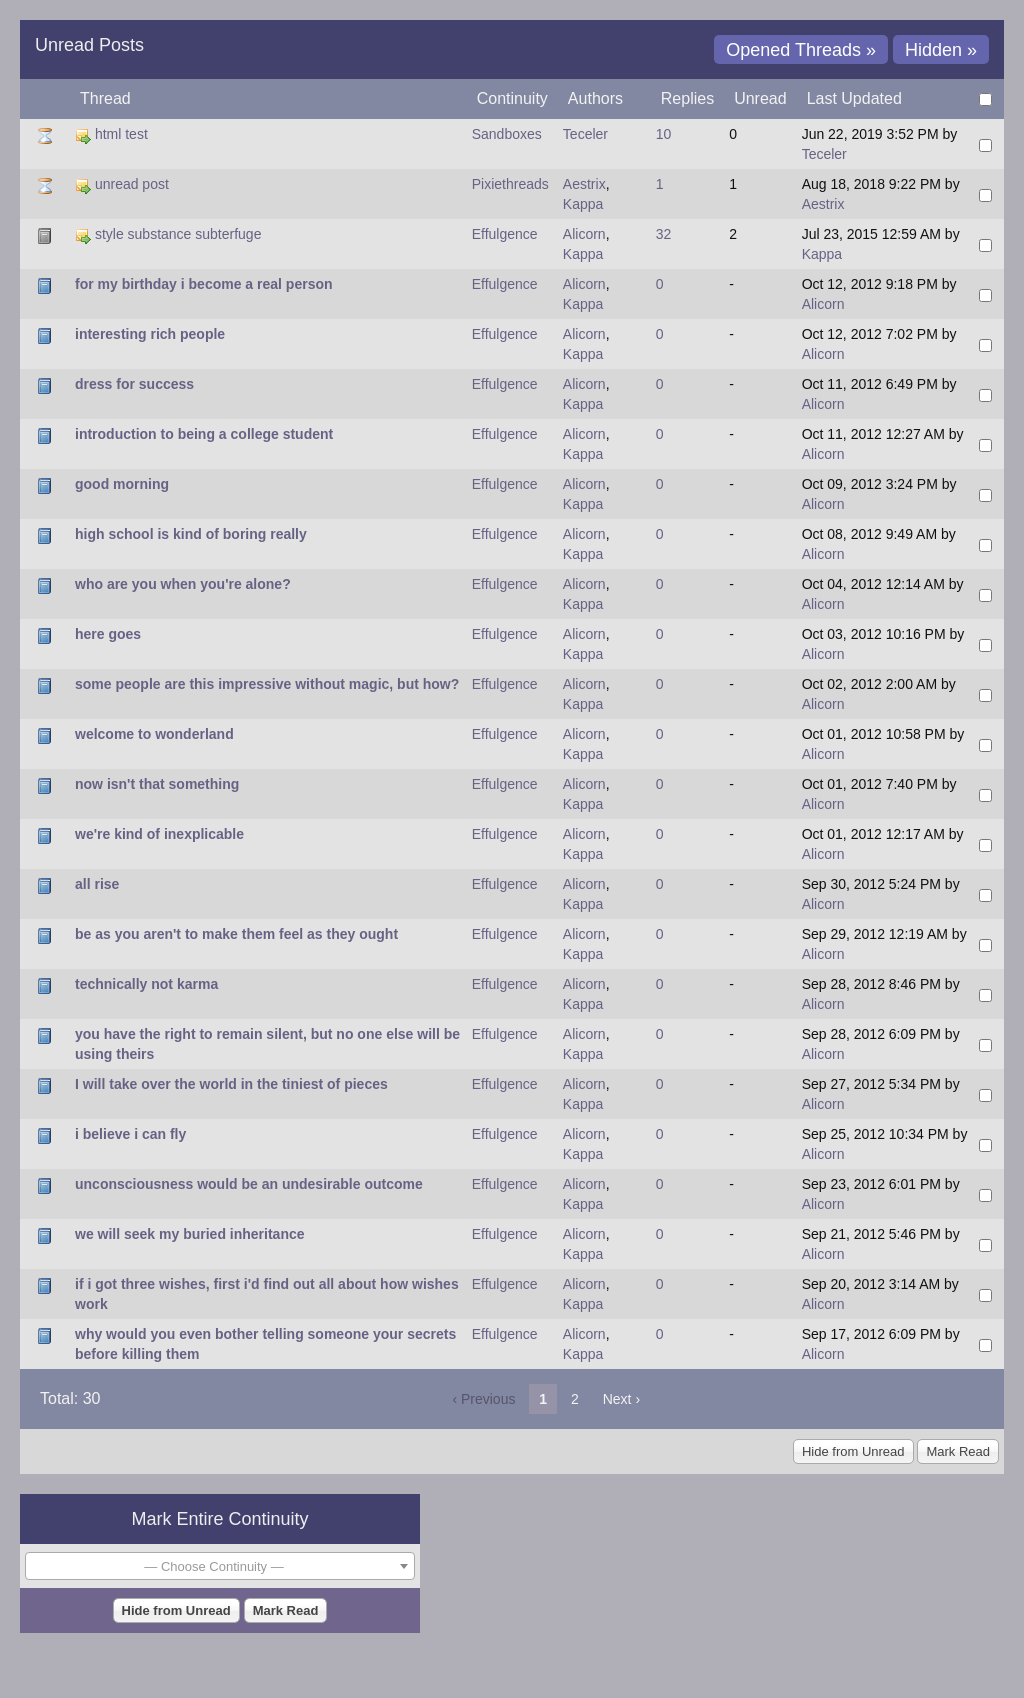 Unread Posts Opened Threads » Hidden »
Thread Continuity Authors Replies Unread Last Updated
html test Sandboxes Teceler 10 0 Jun 22, 2019 3:52 PM by
Teceler
unread post Pixiethreads Aestrix, 1 1 Aug 18, 2018 9:22 PM by
Kappa Aestrix
style substance subterfuge Effulgence Alicorn, 32 2 Jul 23, 2015 12:59 AM by
Kappa Kappa
for my birthday i become a real person Effulgence Alicorn, 0 - Oct 12, 2012 9:18 PM by
Kappa Alicorn
interesting rich people Effulgence Alicorn, 0 - Oct 12, 2012 7:02 PM by
Kappa Alicorn
dress for success Effulgence Alicorn, 0 - Oct 11, 2012 6:49 PM by
Kappa Alicorn
introduction to being a college student Effulgence Alicorn, 0 - Oct 11, 2012 12:27 AM by
Kappa Alicorn
good morning Effulgence Alicorn, 0 - Oct 09, 2012 3:24 PM by
Kappa Alicorn
high school is kind of boring really Effulgence Alicorn, 0 - Oct 08, 2012 9:49 AM by
Kappa Alicorn
who are you when you're alone? Effulgence Alicorn, 0 - Oct 04, 2012 12:14 AM by
Kappa Alicorn
here goes Effulgence Alicorn, 0 - Oct 03, 2012 10:16 PM by
Kappa Alicorn
some people are this impressive without magic, but how? Effulgence Alicorn, 0 - Oct 02, 2012 2:00 AM by
Kappa Alicorn
welcome to wonderland Effulgence Alicorn, 0 - Oct 01, 2012 10:58 PM by
Kappa Alicorn
now isn't that something Effulgence Alicorn, 0 - Oct 01, 2012 7:40 PM by
Kappa Alicorn
we're kind of inexplicable Effulgence Alicorn, 0 - Oct 01, 2012 12:17 AM by
Kappa Alicorn
all rise Effulgence Alicorn, 0 - Sep 30, 2012 5:24 PM by
Kappa Alicorn
be as you aren't to make them feel as they ought Effulgence Alicorn, 0 - Sep 29, 2012 12:19 AM by
Kappa Alicorn
technically not karma Effulgence Alicorn, 0 - Sep 28, 2012 8:46 PM by
Kappa Alicorn
you have the right to remain silent, but no one else will be Effulgence Alicorn, 0 - Sep 28, 2012 6:09 PM by
using theirs Kappa Alicorn
I will take over the world in the tiniest of pieces Effulgence Alicorn, 0 - Sep 27, 2012 5:34 PM by
Kappa Alicorn
i believe i can fly Effulgence Alicorn, 0 - Sep 25, 2012 10:34 PM by
Kappa Alicorn
unconsciousness would be an undesirable outcome Effulgence Alicorn, 0 - Sep 23, 2012 6:01 PM by
Kappa Alicorn
we will seek my buried inheritance Effulgence Alicorn, 0 - Sep 21, 2012 5:46 PM by
Kappa Alicorn
if i got three wishes, first i'd find out all about how wishes Effulgence Alicorn, 0 - Sep 20, 2012 3:14 AM by
work Kappa Alicorn
why would you even bother telling someone your secrets Effulgence Alicorn, 0 - Sep 17, 2012 6:09 PM by
before killing them Kappa Alicorn
Total: 30 ‹ Previous 1 2 Next ›
Hide from Unread Mark Read
Mark Entire Continuity
— Choose Continuity —
Hide from Unread Mark Read